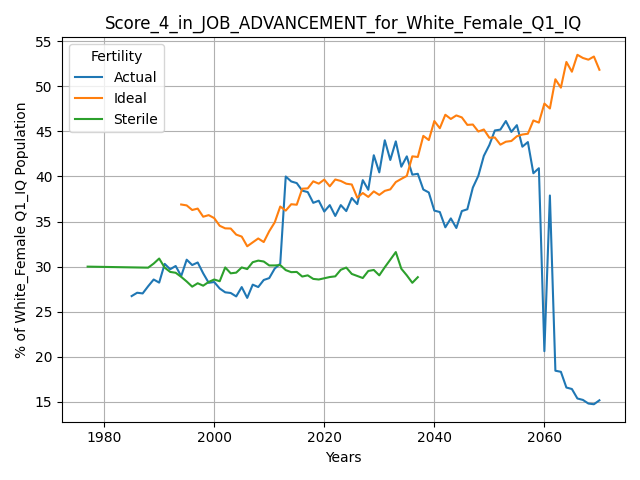 Score_4_in_JOB_ADVANCEMENT_for_White_Female_Q1_IQ
Fertility
Actual
Ideal
Sterile
% of White_Female Q1_IQ Population
55
50
45
40
35
30
25
20
15
1980
2000
2020
2040
2060
Years